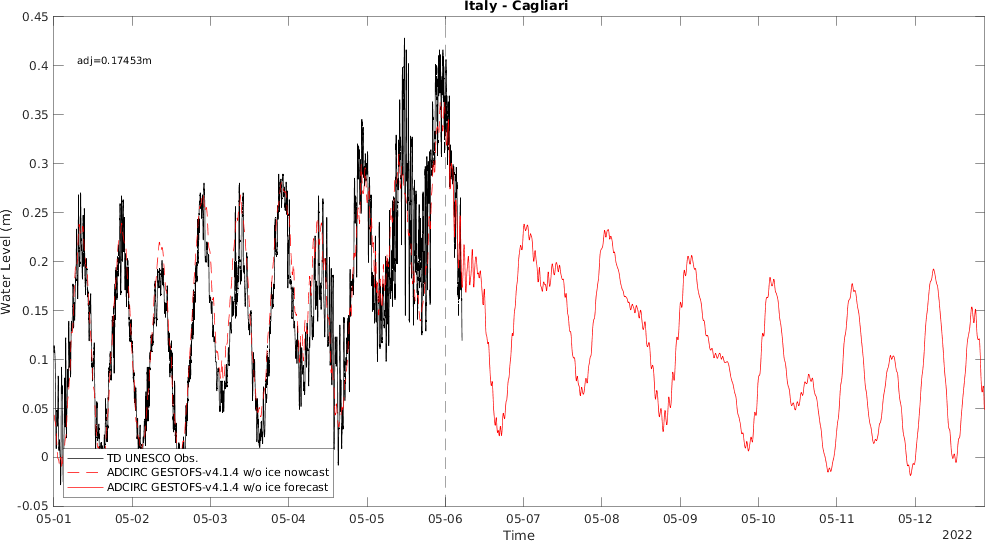 Italy - Cagliari
adj=0.17453m
Water Level (m)
0.45
0.4
0.35
0.3
0.25
0.2
0.15
0.1
0.05
0
-0.05
TD UNESCO Obs.
ADCIRC GESTOFS-v4.1.4 w/o ice nowcast
ADCIRC GESTOFS-v4.1.4 w/o ice forecast
05-01 05-02 05-03 05-04 05-05 05-06 05-07 05-08 05-09 05-10 05-11 05-12
Time
2022